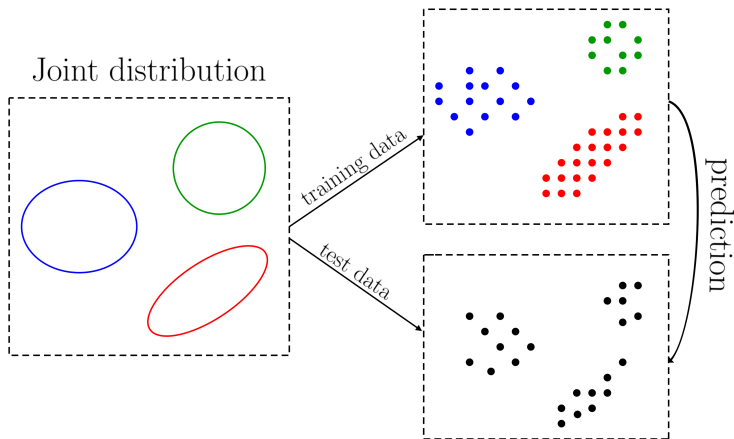 Joint distribution
training data
test data
prediction